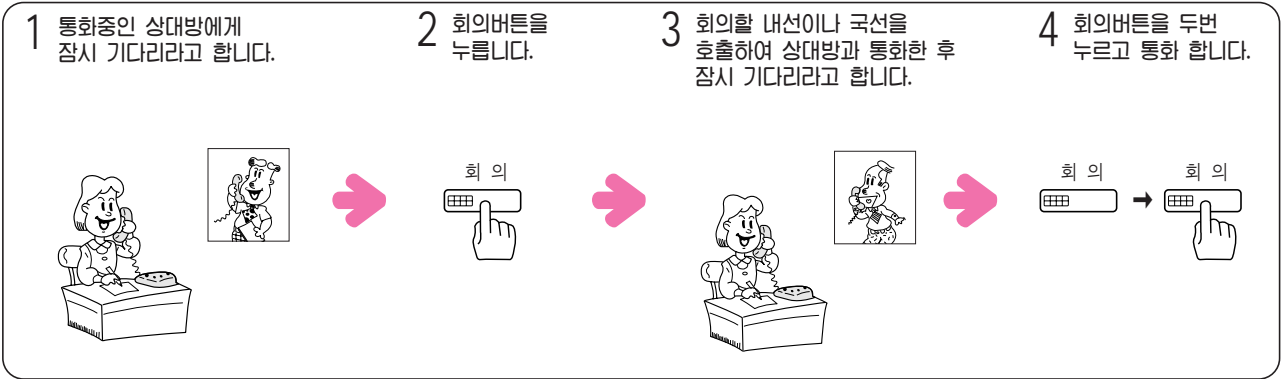 1 통화중인 상대방에게
잠시 기다리라고 합니다.
2 회의버튼을
누릅니다.
3 회의할 내선이나 국선을
호출하여 상대방과 통화한 후
잠시 기다리라고 합니다.
4 회의버튼을 두번
누르고 통화 합니다.
회 의
회 의
회 의